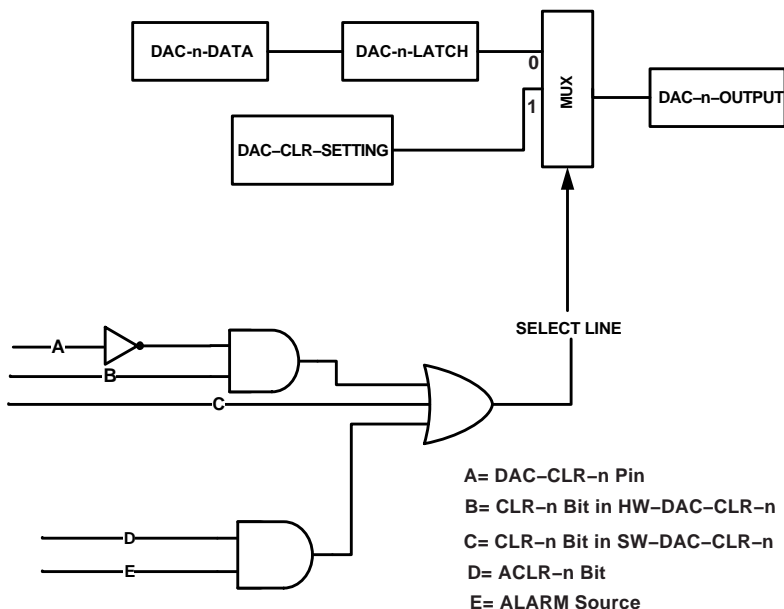 DAC-n-DATA
DAC-n-LATCH
0
1
MUX
DAC–n–OUTPUT
DAC–CLR–SETTING
SELECT LINE
A
B
C
D
E
A= DAC–CLR–n Pin
B= CLR–n Bit in HW–DAC–CLR–n
C= CLR–n Bit in SW–DAC–CLR–n
D= ACLR–n Bit
E= ALARM Source